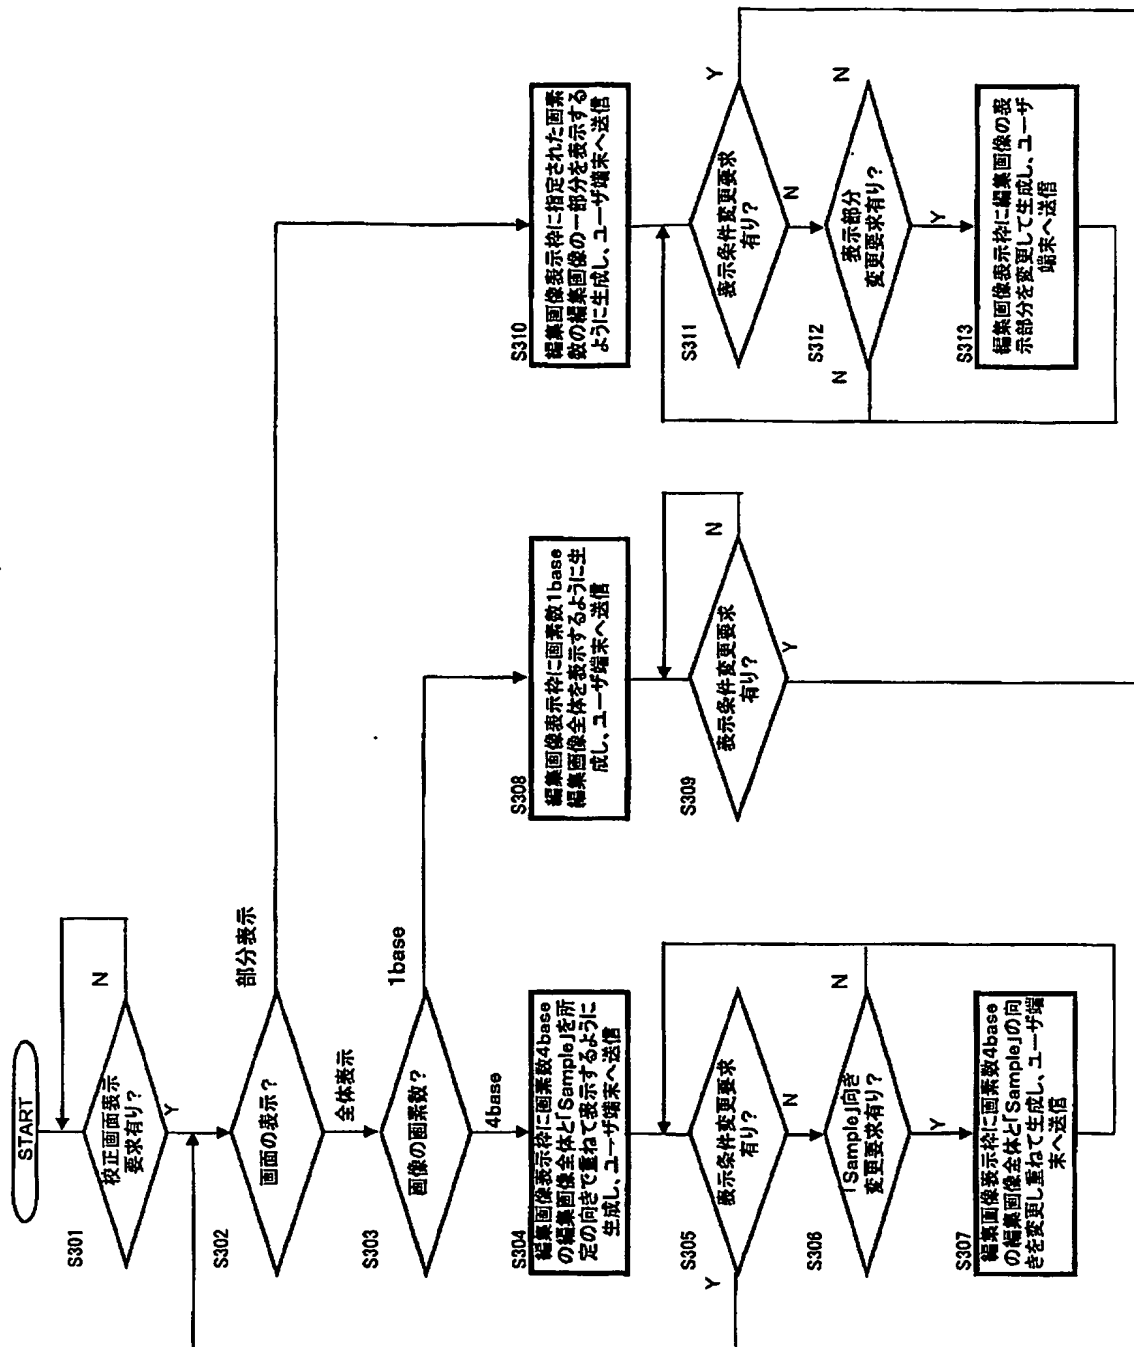 START
S301
校正画面表示
要求有り？
N
Y
S302
画面の表示？
部分表示
全体表示
S303
画像の画素数？
1base
4base
S304
編集画像表示枠に画素数4base
の編集画像全体と「Sample」を所
定の向きで重ねて表示するように
生成し、ユーザ端末へ送信
S305
表示条件変更要求
有り？
Y
N
S306
「Sample」向き
変更要求有り？
N
Y
S307
編集画像表示枠に画素数4base
の編集画像全体と「Sample」の向
きを変更し重ねて生成し、ユーザ端
末へ送信
S308
編集画像表示枠に画素数1base
編集画像全体を表示するように生
成し、ユーザ端末へ送信
S309
表示条件変更要求
有り？
N
Y
S310
編集画像表示枠に指定された画素
数の編集画像の一部分を表示する
ように生成し、ユーザ端末へ送信
S311
表示条件変更要求
有り？
Y
N
S312
表示部分
変更要求有り？
N
N
Y
S313
編集画像表示枠に編集画像の表
示部分を変更して生成し、ユーザ
端末へ送信